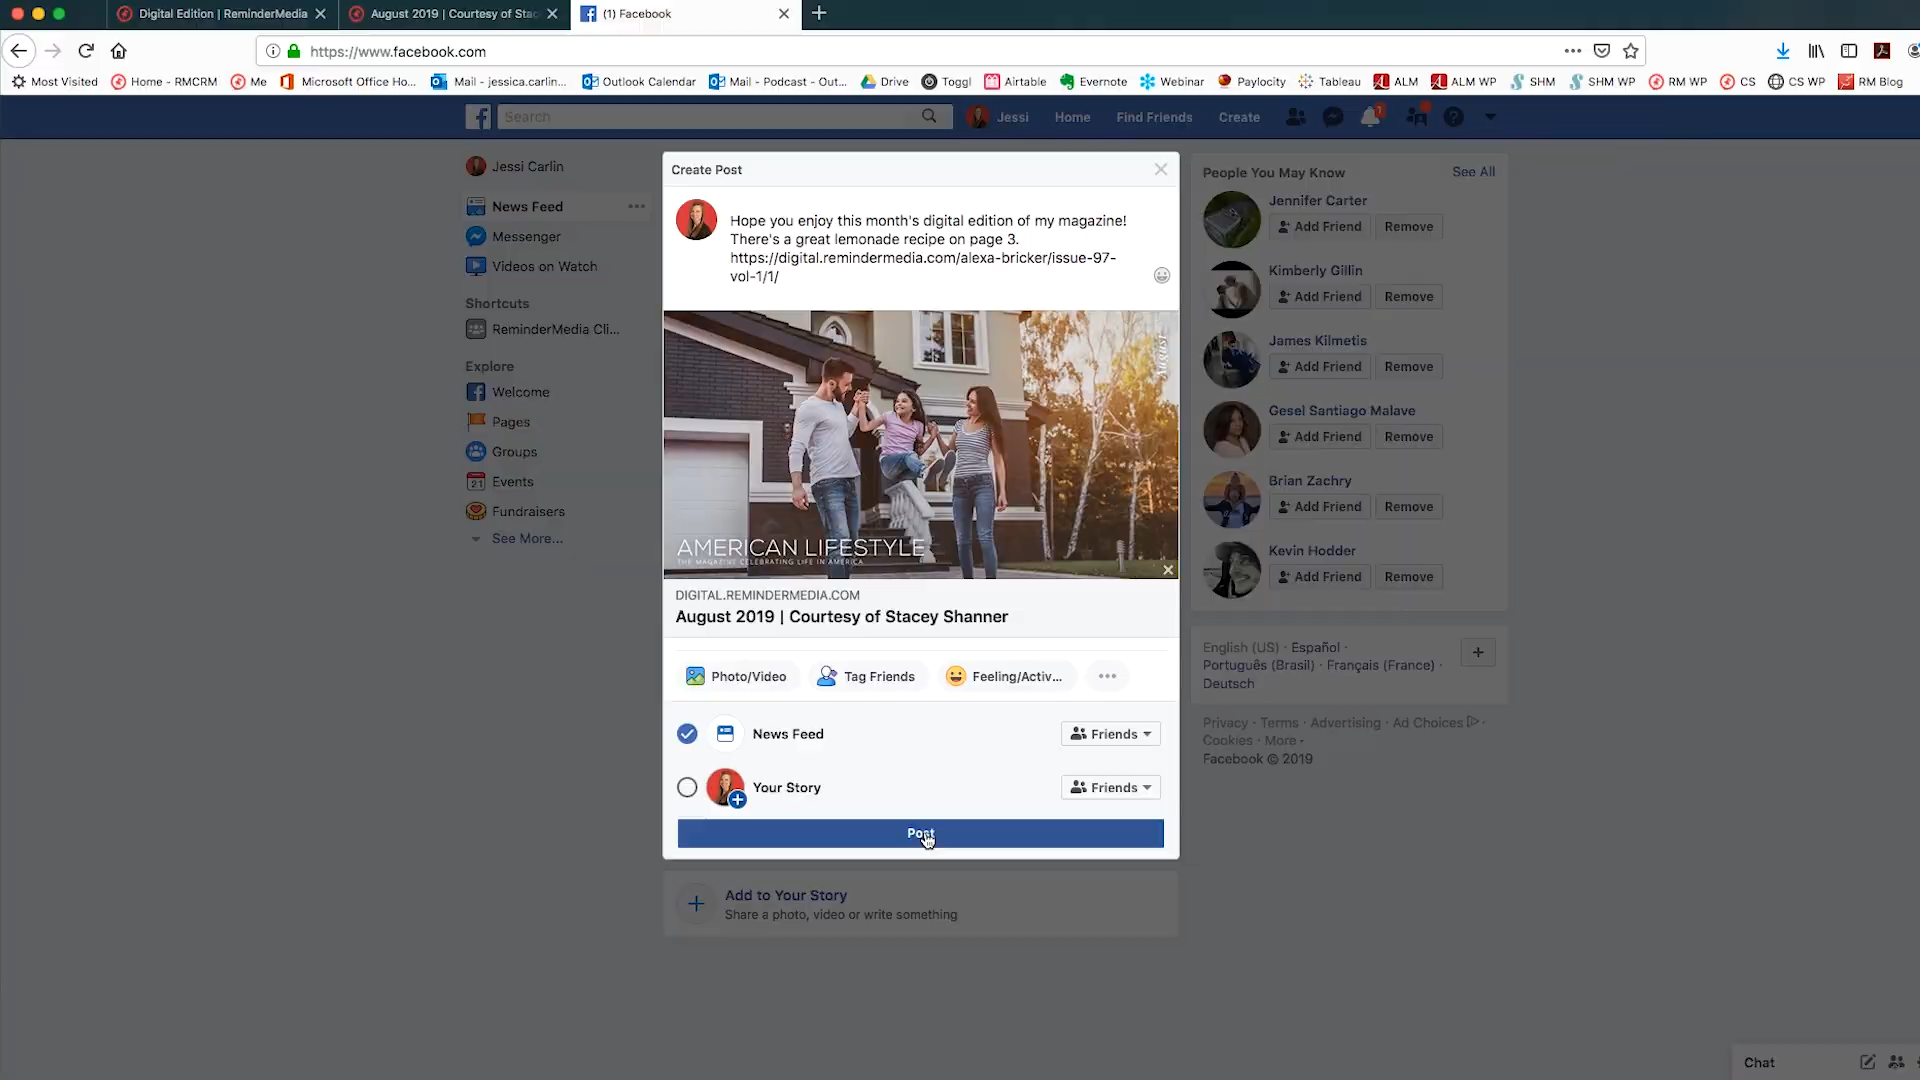 Digital Edition | ReminderMedia
August 2019 | Courtesy of Stac
(1) Facebook
https://www.facebook.com
Most Visited
Home - RMCRM
Me
Microsoft Office Ho...
Mail - jessica.carlin...
Outlook Calendar
Mail - Podcast - Out...
Drive
Toggl
Airtable
Evernote
Webinar
Paylocity
Tableau
ALM
ALM WP
SHM
SHM WP
RM WP
CS
CS WP
RM Blog
Search
Jessi
Home
Find Friends
Create
1
Jessi Carlin
News Feed
Messenger
Videos on Watch
Shortcuts
ReminderMedia Cli...
Explore
Welcome
Pages
Groups
21
Events
Fundraisers
See More...
Create Post
Hope you enjoy this month's digital edition of my magazine!
There's a great lemonade recipe on page 3.
https://digital.remindermedia.com/alexa-bricker/issue-97-
vol-1/1/
August
AMERICAN LIFESTYLE
THE MAGAZINE CELEBRATING LIFE IN AMERICA
DIGITAL.REMINDERMEDIA.COM
August 2019 | Courtesy of Stacey Shanner
Photo/Video
Tag Friends
Feeling/Activ...
News Feed
Friends
Your Story
Friends
Post
Add to Your Story
Share a photo, video or write something
People You May Know
See All
Jennifer Carter
Add Friend
Remove
Kimberly Gillin
Add Friend
Remove
James Kilmetis
Add Friend
Remove
Gesel Santiago Malave
Add Friend
Remove
Brian Zachry
Add Friend
Remove
Kevin Hodder
Add Friend
Remove
English (US) · Español ·
Português (Brasil) · Français (France) ·
Deutsch
Privacy · Terms · Advertising · Ad Choices ·
Cookies · More
Facebook © 2019
Chat